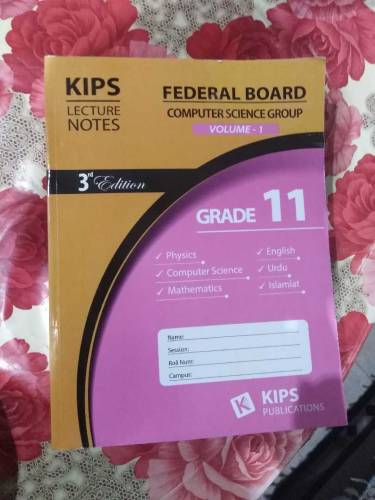 KIPS
LECTURE
NOTES
FEDERAL BOARD
COMPUTER SCIENCE GROUP
VOLUME - 1
3rd Edition
GRADE 11
✓ Physics
✓ Computer Science
✓ Mathematics
✓ English
✓ Urdu
✓ Islamiat
Name:
Session:
Roll Num:
Campus:
K
KIPS
PUBLICATIONS